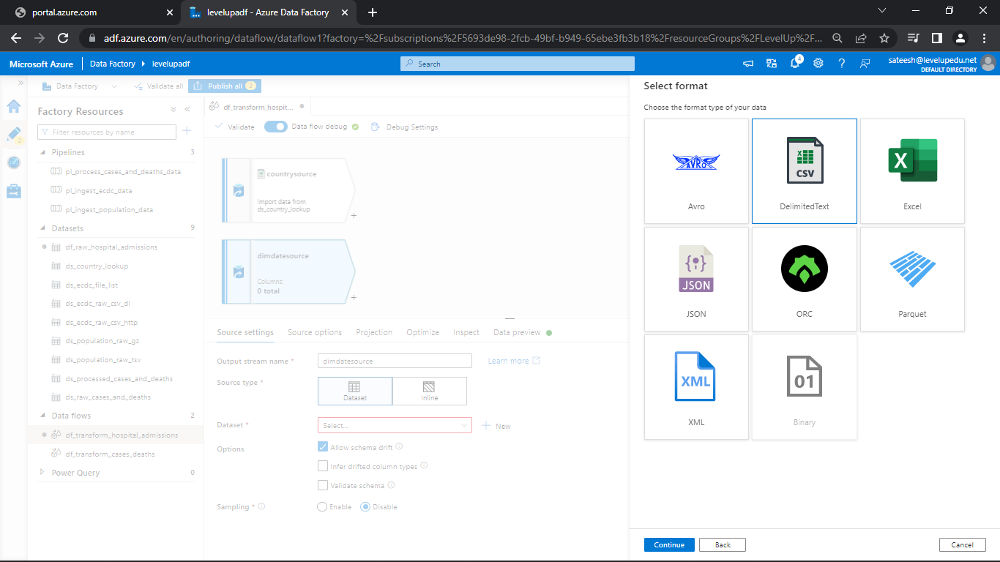 portal.azure.com
levelupadf - Azure Data Factory
adf.azure.com/en/authoring/dataflow/dataflow1?factory=%2Fsubscriptions%2F5693de98-2fcb-49bf-b949-65ebe3fb3b18%2FresourceGroups%2FLevelUp%2F...
Microsoft Azure
Data Factory
levelupadf
Search
4
sateesh@levelupedu.net
DEFAULT DIRECTORY
Data Factory
Validate all
Publish all 2
2
Factory Resources
Filter resources by name
Pipelines 3
pl_process_cases_and_deaths_data
pl_ingest_ecdc_data
pl_ingest_population_data
Datasets 9
df_raw_hospital_admissions
ds_country_lookup
ds_ecdc_file_list
ds_ecdc_raw_csv_dl
ds_ecdc_raw_csv_http
ds_population_raw_gz
ds_population_raw_tsv
ds_processed_cases_and_deaths
ds_raw_cases_and_deaths
Data flows 2
df_transform_hospital_admissions
df_transform_cases_deaths
Power Query 0
df_transform_hospit...
Validate
Data flow debug
Debug Settings
countrysource
Import data from
ds_country_lookup
+
dimdatesource
Columns:
0 total
+
Source settings
Source options
Projection
Optimize
Inspect
Data preview
Output stream name *
dimdatesource
Learn more
Source type *
Dataset
Inline
Dataset *
Select...
New
Options
Allow schema drift
Infer drifted column types
Validate schema
Sampling *
Enable
Disable
Select format
Choose the format type of your data
AVRO
Avro
CSV
DelimitedText
X
Excel
JSON
JSON
ORC
Parquet
XML
XML
01
Binary
Continue
Back
Cancel